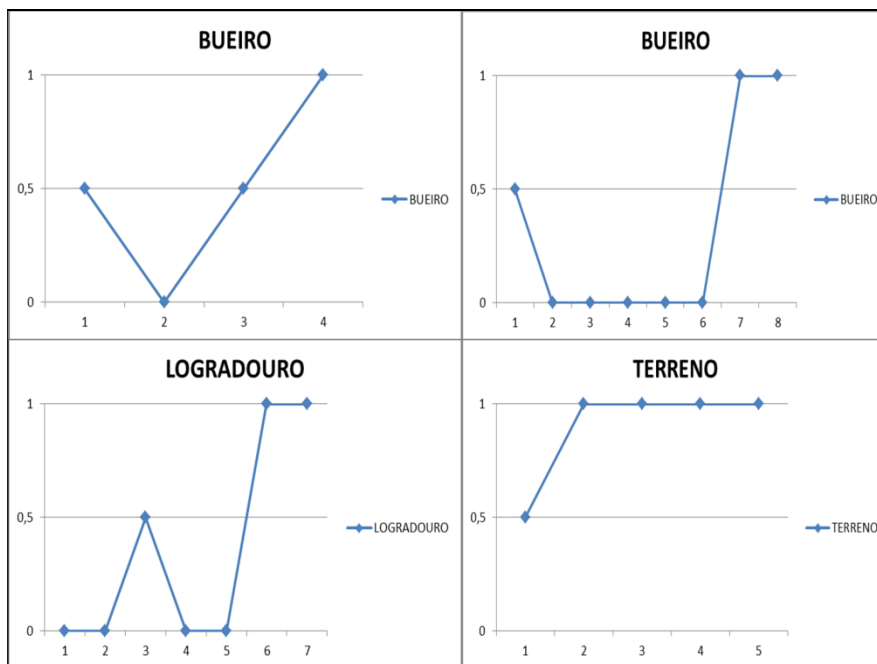 BUEIRO
1
0,5
0
1 2 3 4
BUEIRO
BUEIRO
1
0,5
0
1 2 3 4 5 6 7 8
BUEIRO
LOGRADOURO
1
0,5
0
1 2 3 4 5 6 7
LOGRADOURO
TERRENO
1
0,5
0
1 2 3 4 5
TERRENO